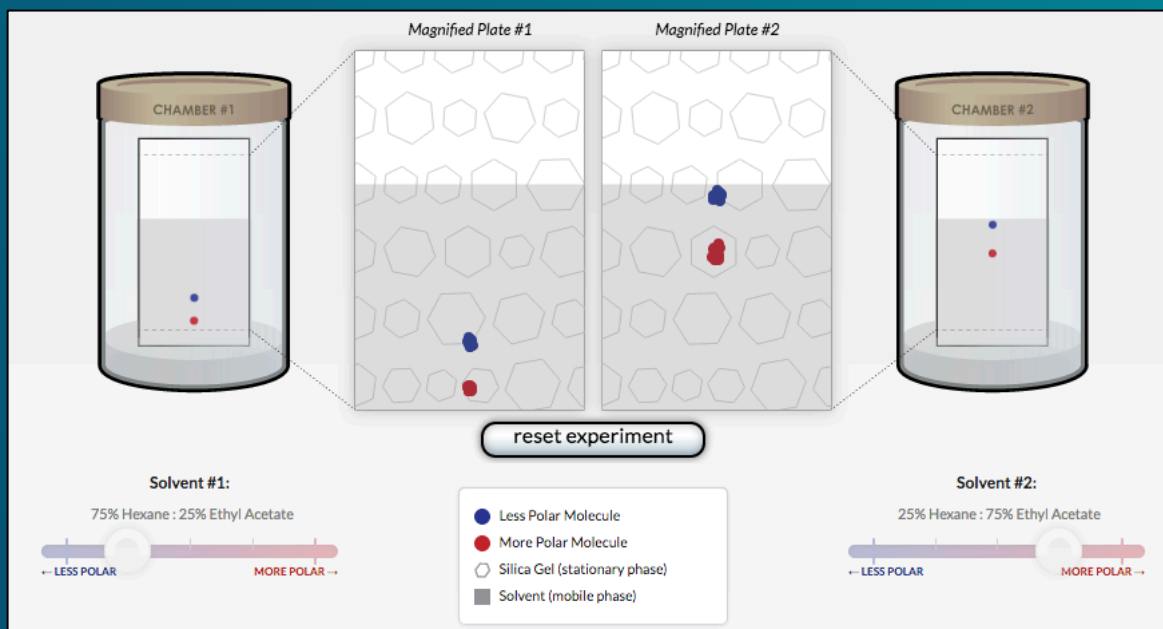 Magnified Plate #1
Magnified Plate #2
CHAMBER #1
CHAMBER #2
reset experiment
Solvent #1:
75% Hexane : 25% Ethyl Acetate
← LESS POLAR
MORE POLAR →
Less Polar Molecule
More Polar Molecule
Silica Gel (stationary phase)
Solvent (mobile phase)
Solvent #2:
25% Hexane : 75% Ethyl Acetate
← LESS POLAR
MORE POLAR →